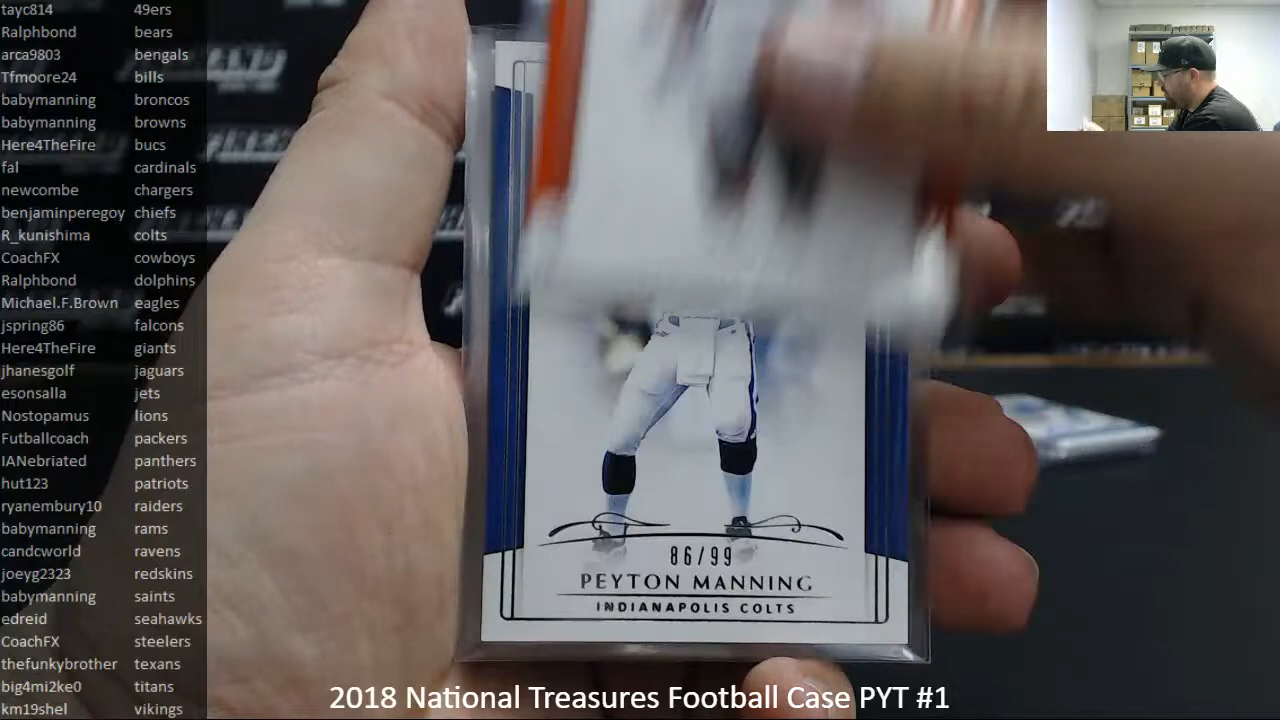 tayc814 49ers
Ralphbond bears
arca9803 bengals
Tfmoore24 bills
babymanning broncos
babymanning browns
Here4TheFire bucs
fal cardinals
newcombe chargers
benjaminperegoy chiefs
R_kunishima colts
CoachFX cowboys
Ralphbond dolphins
Michael.F.Brown eagles
jspring86 falcons
Here4TheFire giants
jhanesgolf jaguars
esonsalla jets
Nostopamus lions
Futballcoach packers
IANebriated panthers
hut123 patriots
ryanembury10 raiders
babymanning rams
candcworld ravens
joeyg2323 redskins
babymanning saints
edreid seahawks
CoachFX steelers
thefunkybrother texans
big4mi2ke0 titans
km19shel vikings
86/99
PEYTON MANNING
INDIANAPOLIS COLTS
2018 National Treasures Football Case PYT #1